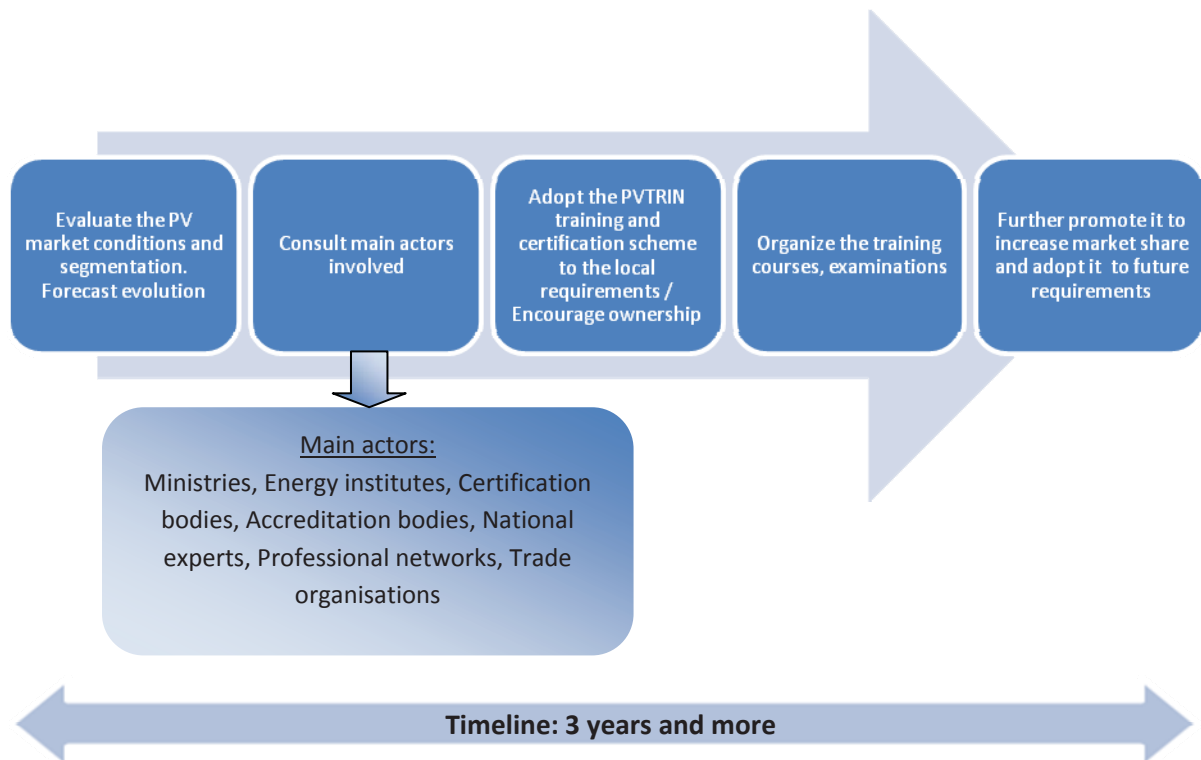 Evaluate the PV
market conditions and
segmentation.
Forecast evolution
Consult main actors
involved
Adopt the PVTRIN
training and
certification scheme
to the local
requirements /
Encourage ownership
Organize the training
courses, examinations
Further promote it to
increase market share
and adopt it to future
requirements
Main actors:
Ministries, Energy institutes, Certification
bodies, Accreditation bodies, National
experts, Professional networks, Trade
organisations
Timeline: 3 years and more